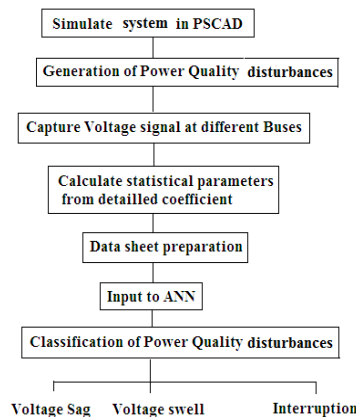 Simulate system in PSCAD
Generation of Power Quality disturbances
Capture Voltage signal at different Buses
Calculate statistical parameters
from detailled coefficient
Data sheet preparation
Input to ANN
Classification of Power Quality disturbances
Voltage Sag Voltage swell Interruption